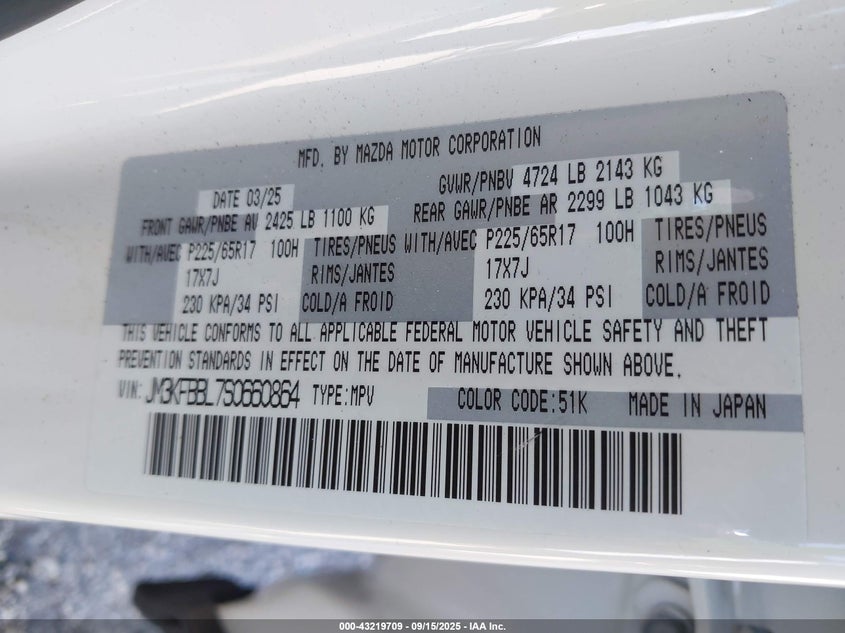 MFD. BY MAZDA MOTOR CORPORATION
DATE 03/25 GVWR/PNBV 4724 LB 2143 KG
FRONT GAWR/PNBE AV 2425 LB 1100 KG REAR GAWR/PNBE AR 2299 LB 1043 KG
WITH/AVEC P225/65R17 100H TIRES/PNEUS WITH/AVEC P225/65R17 100H TIRES/PNEUS
17X7J RIMS/JANTES 17X7J RIMS/JANTES
230 KPA/34 PSI COLD/A FROID 230 KPA/34 PSI COLD/A FROID
THIS VEHICLE CONFORMS TO ALL APPLICABLE FEDERAL MOTOR VEHICLE SAFETY AND THEFT
PREVENTION STANDARDS IN EFFECT ON THE DATE OF MANUFACTURE SHOWN ABOVE.
VIN: JM3KFBBL7S0660864 TYPE:MPV COLOR CODE:51K MADE IN JAPAN
000-43219709 - 09/15/2025 - IAA Inc.